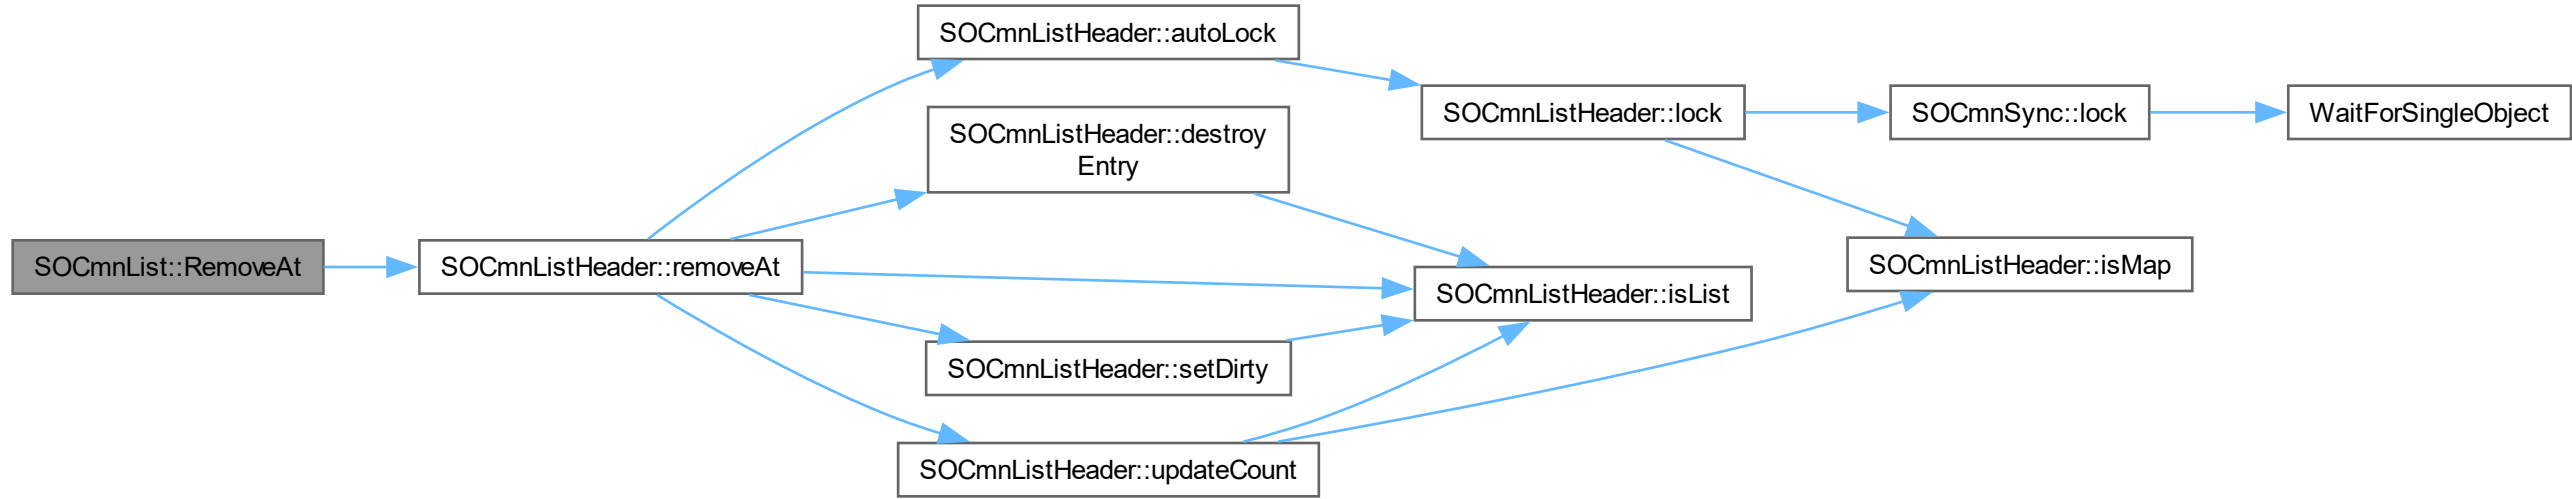 SOCmnList::RemoveAt
SOCmnListHeader::removeAt
SOCmnListHeader::autoLock
SOCmnListHeader::destroy
Entry
SOCmnListHeader::setDirty
SOCmnListHeader::updateCount
SOCmnListHeader::lock
SOCmnListHeader::isList
SOCmnSync::lock
SOCmnListHeader::isMap
WaitForSingleObject